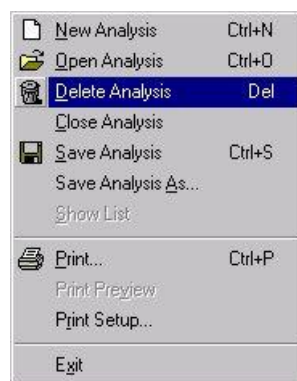 New Analysis Ctrl+N
Open Analysis Ctrl+O
Delete Analysis Del
Close Analysis
Save Analysis Ctrl+S
Save Analysis As...
Show List
Print... Ctrl+P
Print Preview
Print Setup...
Exit